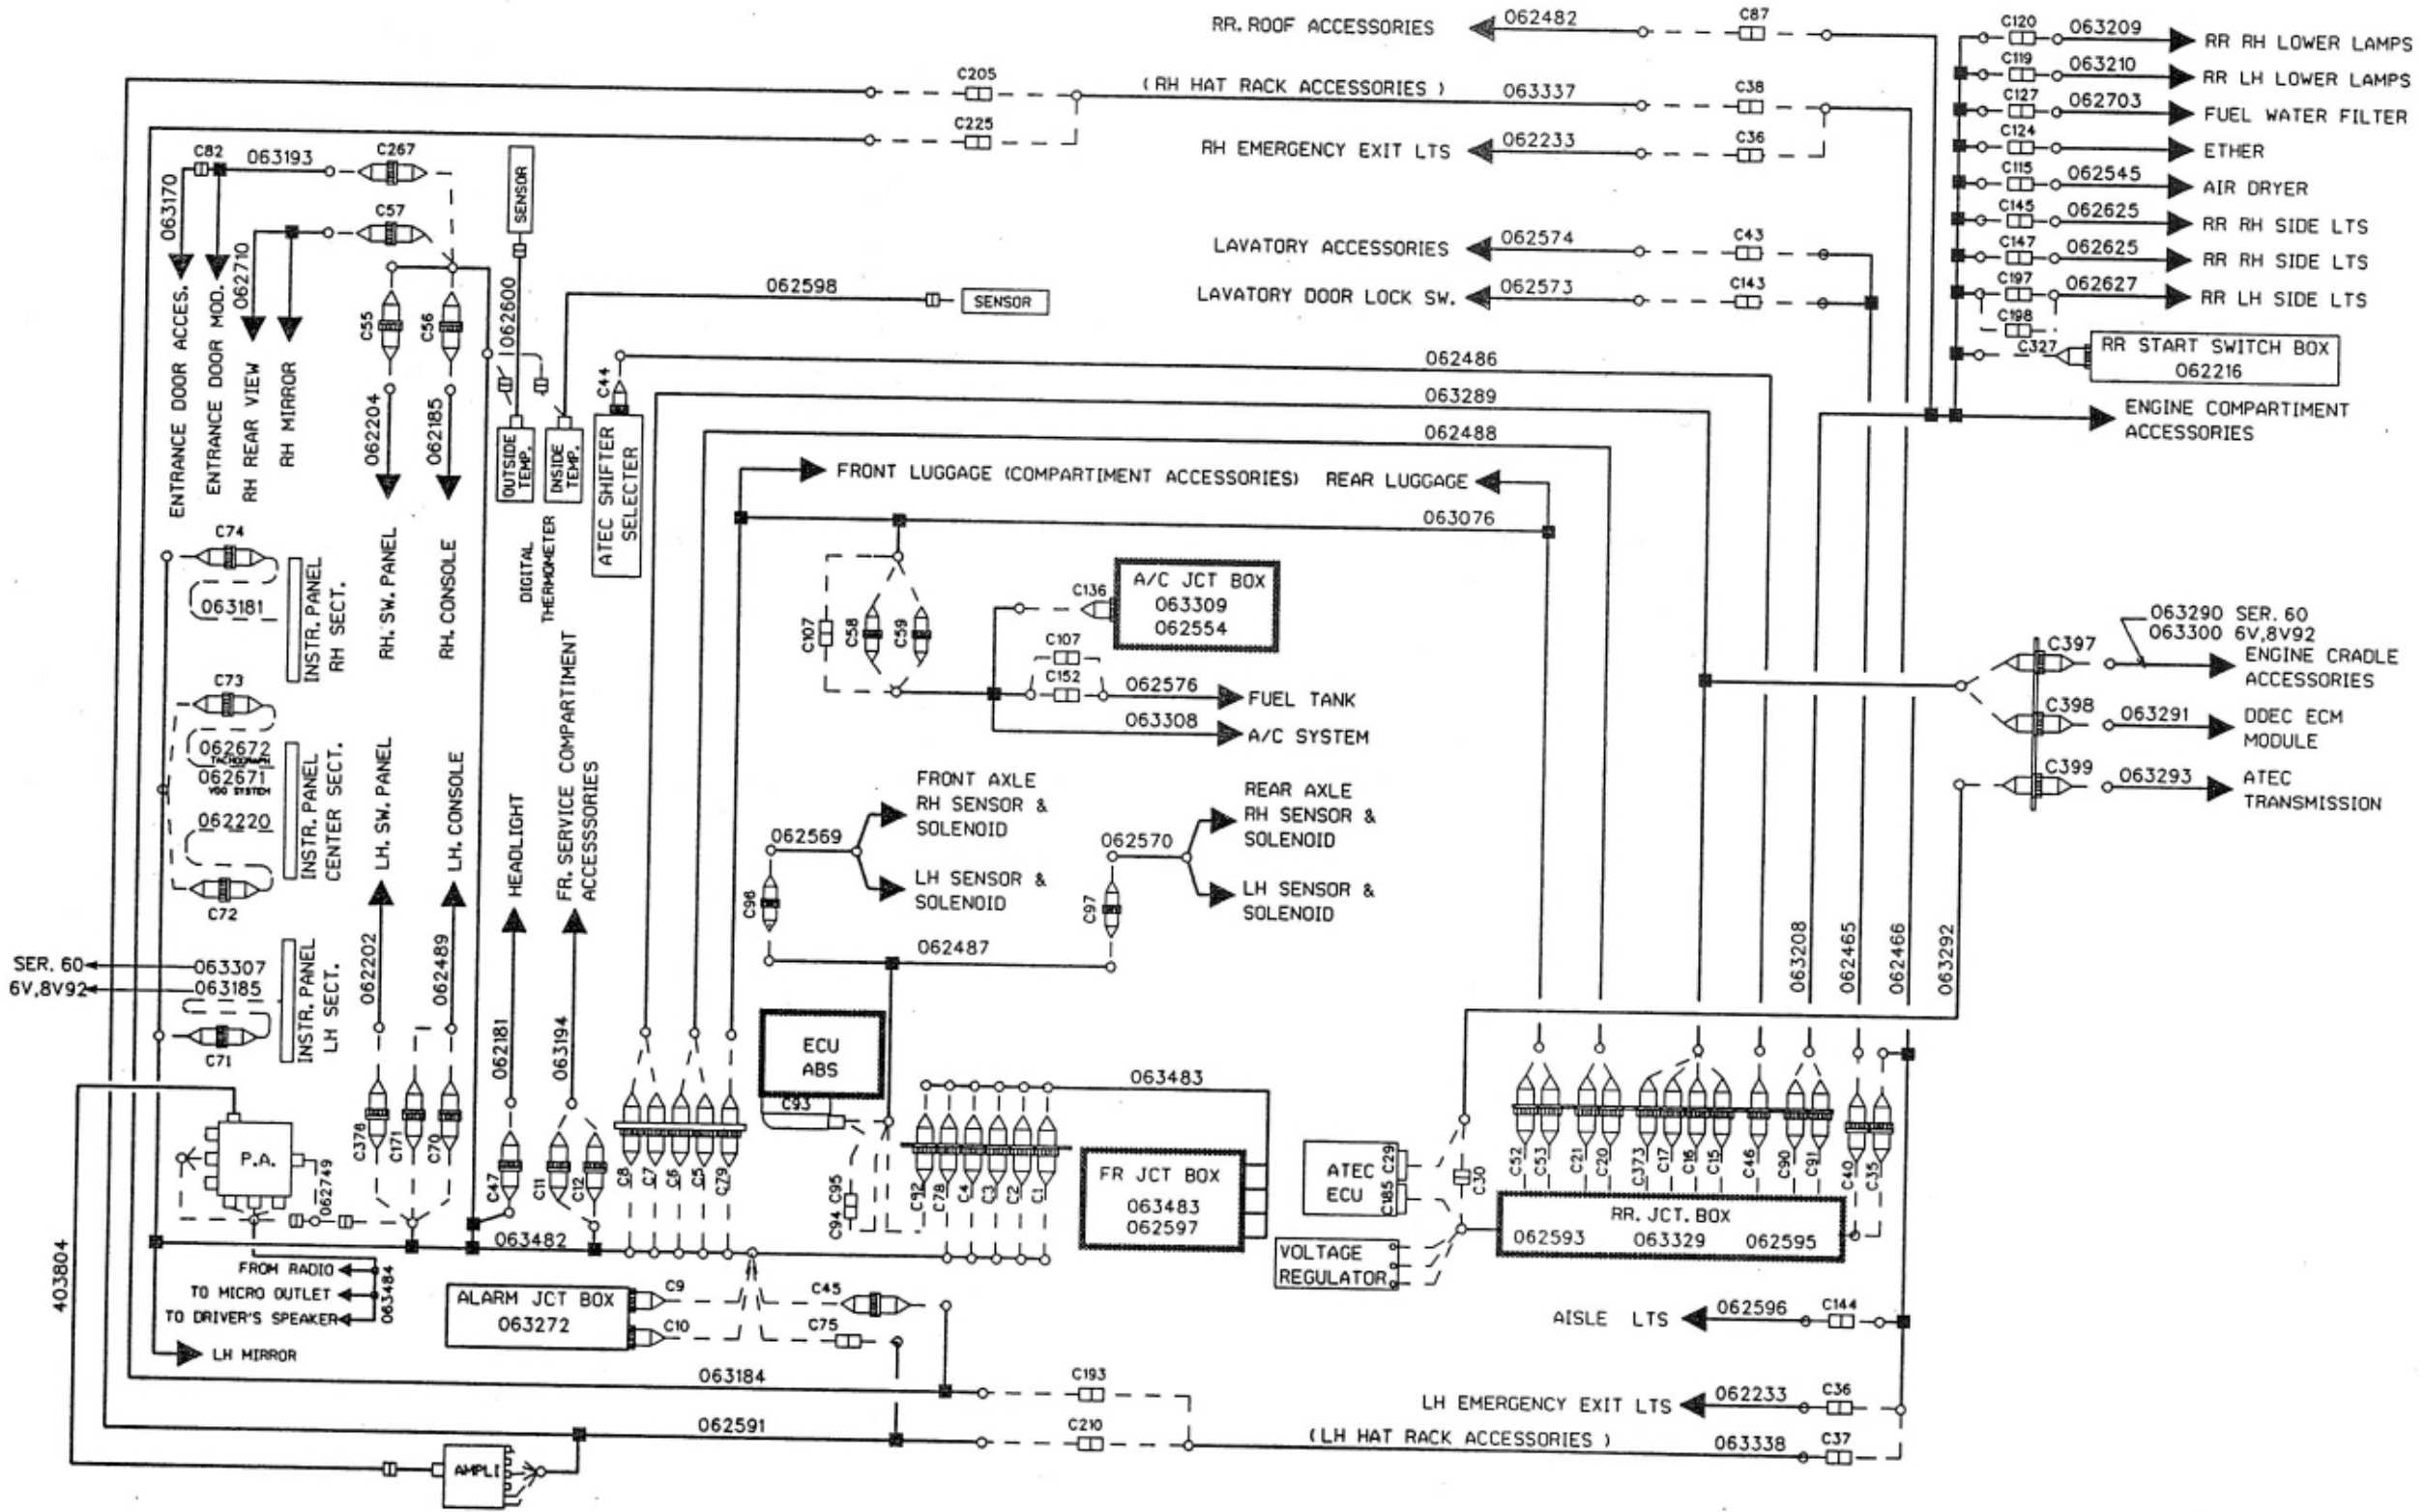 RR. ROOF ACCESSORIES
062482
C87
C120
063209
RR RH LOWER LAMPS
C119
063210
RR LH LOWER LAMPS
C127
062703
FUEL WATER FILTER
C124
ETHER
C115
062545
AIR DRYER
C145
062625
RR RH SIDE LTS
C147
062625
RR RH SIDE LTS
C197
062627
RR LH SIDE LTS
C198
C327
RR START SWITCH BOX
062216
ENGINE COMPARTIMENT
ACCESSORIES
C205
(RH HAT RACK ACCESSORIES )
063337
C38
C225
RH EMERGENCY EXIT LTS
062233
C36
LAVATORY ACCESSORIES
062574
C43
LAVATORY DOOR LOCK SW.
062573
C143
C82
063193
C267
063170
C57
062710
ENTRANCE DOOR ACCES.
ENTRANCE DOOR MOD.
RH REAR VIEW
RH MIRROR
C55
C56
062204
062185
RH. SW. PANEL
RH. CONSOLE
SENSOR
062600
062598
SENSOR
OUTSIDE
TEMP.
INSIDE
TEMP.
DIGITAL
THERMOMETER
C44
ATEC SHIFTER
SELECTER
062486
063289
062488
FRONT LUGGAGE (COMPARTIMENT ACCESSORIES)
REAR LUGGAGE
063076
C107
C58
C59
C136
A/C JCT BOX
063309
062554
C107
C152
062576
FUEL TANK
063308
A/C SYSTEM
C74
063181
INSTR. PANEL
RH SECT.
C73
062672
TACHOGRAPH
062671
VDO SYSTEM
062220
INSTR. PANEL
CENTER SECT.
C72
SER. 60
063307
6V,8V92
063185
INSTR. PANEL
LH SECT.
C71
LH. SW. PANEL
LH. CONSOLE
062202
062489
HEADLIGHT
062181
FR. SERVICE COMPARTIMENT
ACCESSSORIES
063194
FRONT AXLE
RH SENSOR &
SOLENOID
062569
LH SENSOR &
SOLENOID
C96
REAR AXLE
RH SENSOR &
SOLENOID
062570
LH SENSOR &
SOLENOID
C97
062487
063290 SER. 60
063300 6V,8V92
C397
ENGINE CRADLE
ACCESSORIES
C398
063291
DDEC ECM
MODULE
C399
063293
ATEC
TRANSMISSION
063208
062465
062466
063292
ECU
ABS
C93
C94
C95
063483
C92
C78
C4
C3
C2
C1
FR JCT BOX
063483
062597
C378
C171
C70
C47
C11
C12
C8
C7
C6
C5
C79
P.A.
062749
063482
403804
FROM RADIO
TO MICRO OUTLET
TO DRIVER'S SPEAKER
063484
LH MIRROR
ALARM JCT BOX
063272
C9
C10
C45
C75
ATEC
ECU
C29
C185
C30
VOLTAGE
REGULATOR
C52
C53
C21
C20
C373
C17
C16
C15
C46
C90
C91
C40
C35
RR. JCT. BOX
062593
063329
062595
AISLE LTS
062596
C144
063184
C193
LH EMERGENCY EXIT LTS
062233
C36
062591
C210
(LH HAT RACK ACCESSORIES )
063338
C37
AMPLI